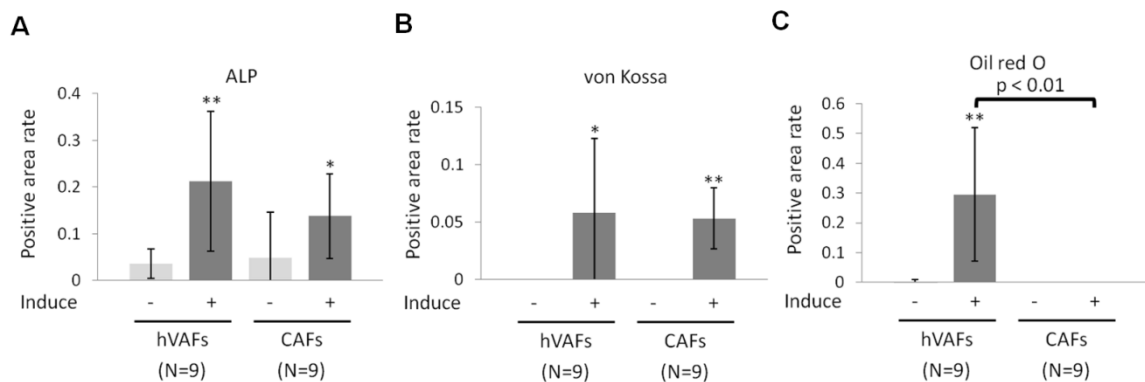 A
ALP
Positive area rate
0.4
0.3
0.2
0.1
0
**
*
Induce
- + - +
hVAFs CAFs
(N=9) (N=9)
B
von Kossa
Positive area rate
0.15
0.1
0.05
0
*
**
- + - +
hVAFs CAFs
(N=9) (N=9)
C
Oil red O
p < 0.01
Positive area rate
0.6
0.5
0.4
0.3
0.2
0.1
0
**
Induce
- + - +
hVAFs CAFs
(N=9) (N=9)